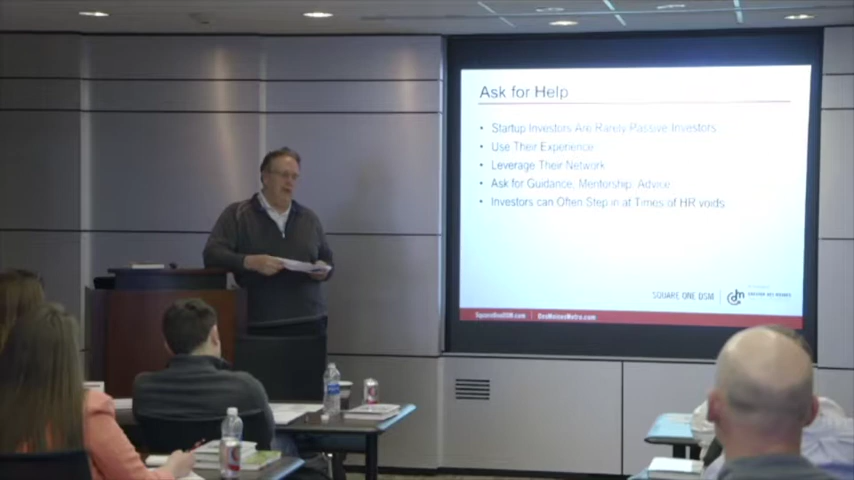 Ask for Help
• Startup Investors Are Rarely Passive Investors
• Use Their Experience
• Leverage Their Network
• Ask for Guidance, Mentorship, Advice
• Investors can Often Step in at Times of HR voids
SQUARE ONE DSM
SquareOneDSM.com | DesMoinesMetro.com